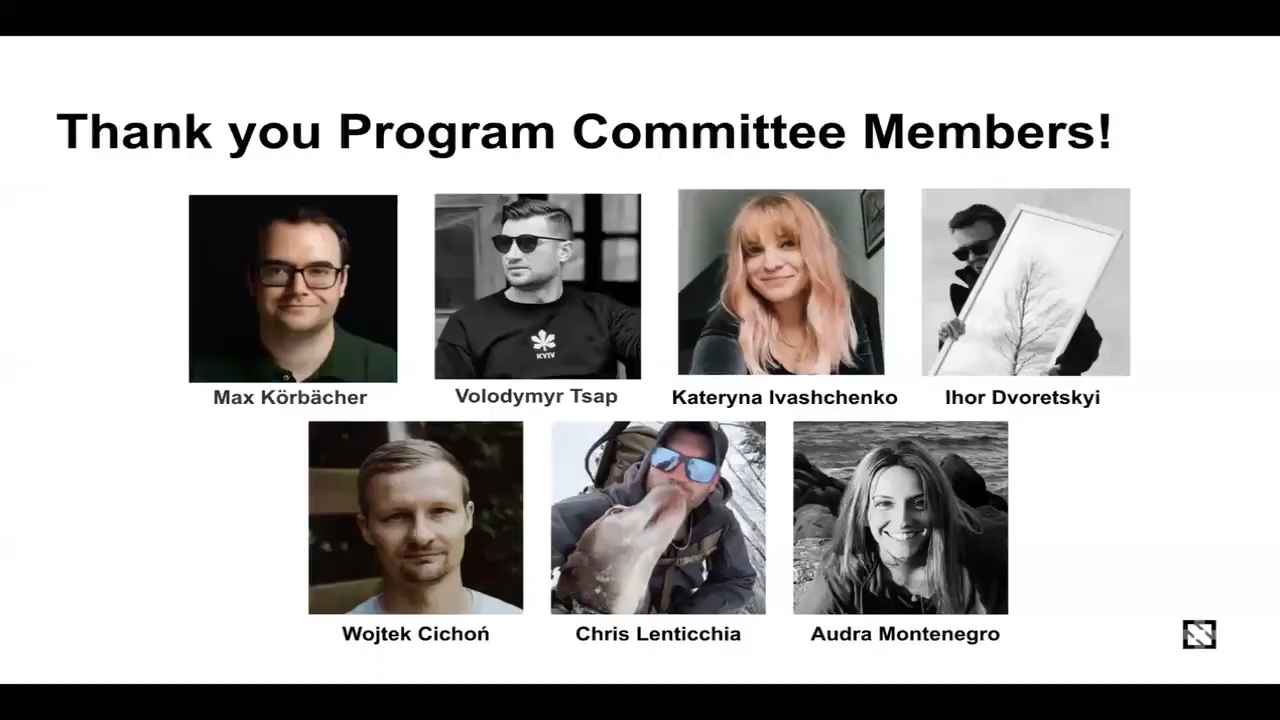 Thank you Program Committee Members!
KYIV
Max Körbächer
Volodymyr Tsap
Kateryna Ivashchenko
Ihor Dvoretskyi
Wojtek Cichoń
Chris Lenticchia
Audra Montenegro